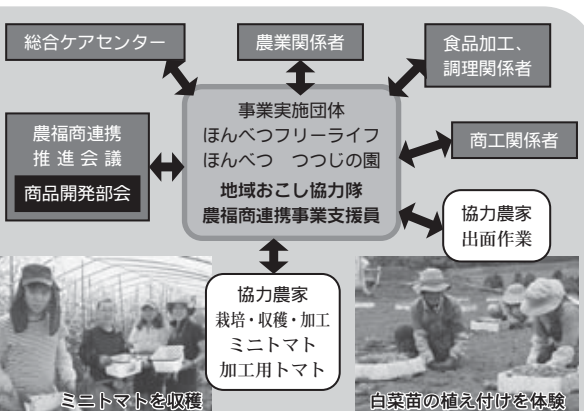 総合ケアセンター
農業関係者
食品加工、
調理関係者
農福商連携
推進会議
商品開発部会
事業実施団体
ほんべつフリーライフ
ほんべつ　つつじの園
地域おこし協力隊
農福商連携事業支援員
商工関係者
協力農家
出面作業
協力農家
栽培・収穫・加工
ミニトマト
加工用トマト
ミニトマトを収穫
白菜苗の植え付けを体験